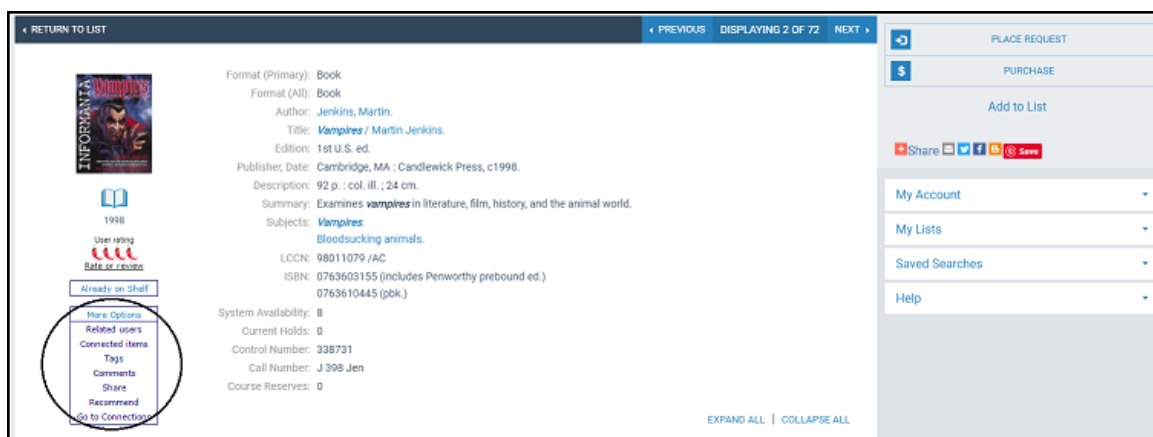 RETURN TO LIST
PREVIOUS DISPLAYING 2 OF 72 NEXT
INFORMANIA
Vampires
1998
User rating
Rate or review
Already on Shelf
More Options
Related users
Connected items
Tags
Comments
Share
Recommend
Go to Connections
Format (Primary): Book
Format (All): Book
Author: Jenkins, Martin.
Title: Vampires / Martin Jenkins.
Edition: 1st U.S. ed.
Publisher, Date: Cambridge, MA : Candlewick Press, c1998.
Description: 92 p. : col. ill. ; 24 cm.
Summary: Examines vampires in literature, film, history, and the animal world.
Subjects: Vampires.
Bloodsucking animals.
LCCN: 98011079 /AC
ISBN: 0763603155 (includes Penworthy prebound ed.)
0763610445 (pbk.)
System Availability: 8
Current Holds: 0
Control Number: 338731
Call Number: J 398 Jen
Course Reserves: 0
EXPAND ALL | COLLAPSE ALL
PLACE REQUEST
$ PURCHASE
Add to List
Share Save
My Account
My Lists
Saved Searches
Help